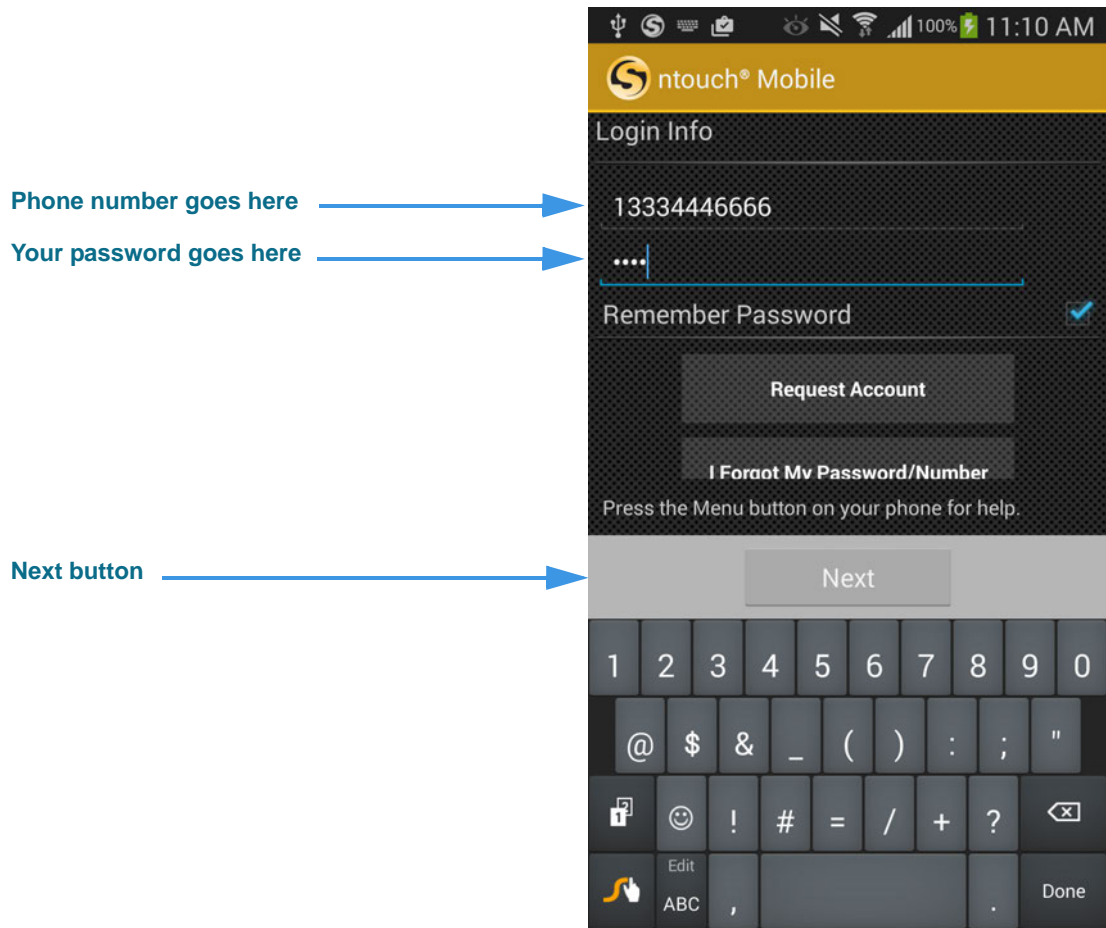 100% 11:10 AM
ntouch® Mobile
Login Info
Phone number goes here
13334446666
Your password goes here
••••
Remember Password
Request Account
I Forgot My Password/Number
Press the Menu button on your phone for help.
Next button
Next
1 2 3 4 5 6 7 8 9 0
@ $ & _ ( ) : ; "
12 ☺ ! # = / + ?
Edit
ABC , . Done